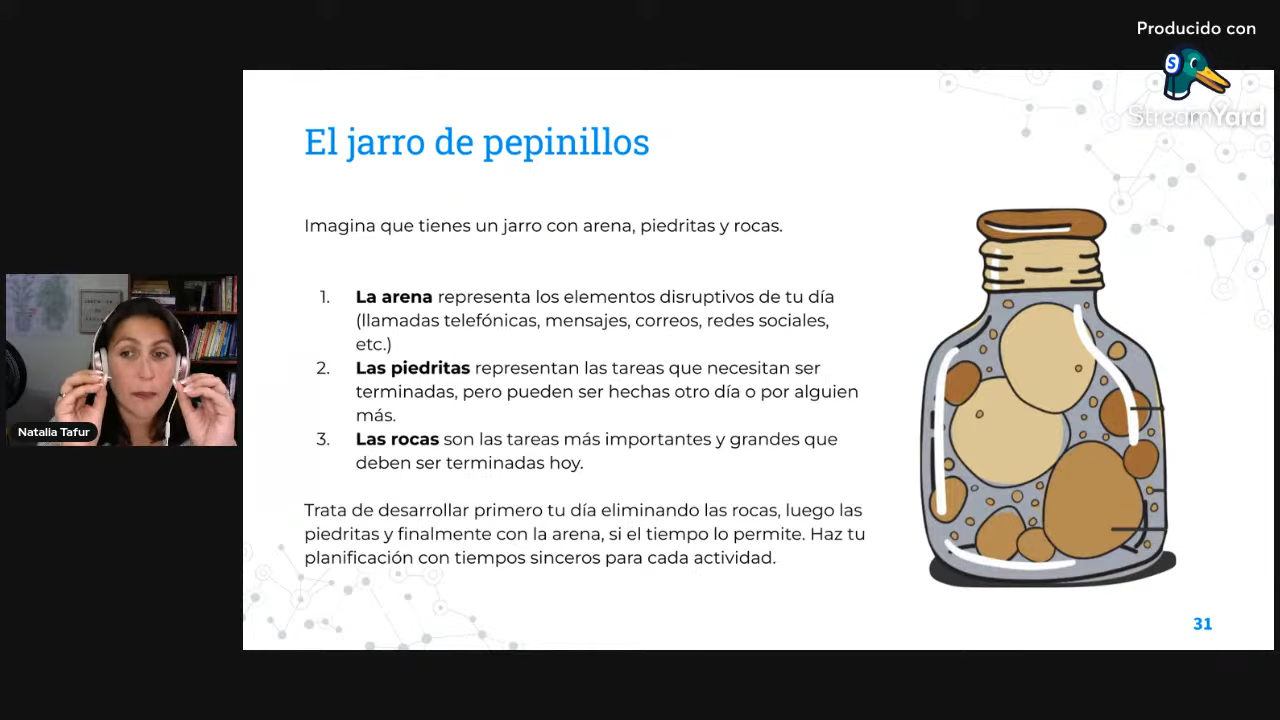 Producido con
StreamYard
El jarro de pepinillos
Imagina que tienes un jarro con arena, piedritas y rocas.
1. La arena representa los elementos disruptivos de tu día
(llamadas telefónicas, mensajes, correos, redes sociales,
etc.)
2. Las piedritas representan las tareas que necesitan ser
terminadas, pero pueden ser hechas otro día o por alguien
más.
3. Las rocas son las tareas más importantes y grandes que
deben ser terminadas hoy.
Trata de desarrollar primero tu día eliminando las rocas, luego las
piedritas y finalmente con la arena, si el tiempo lo permite. Haz tu
planificación con tiempos sinceros para cada actividad.
Natalia Tafur
31